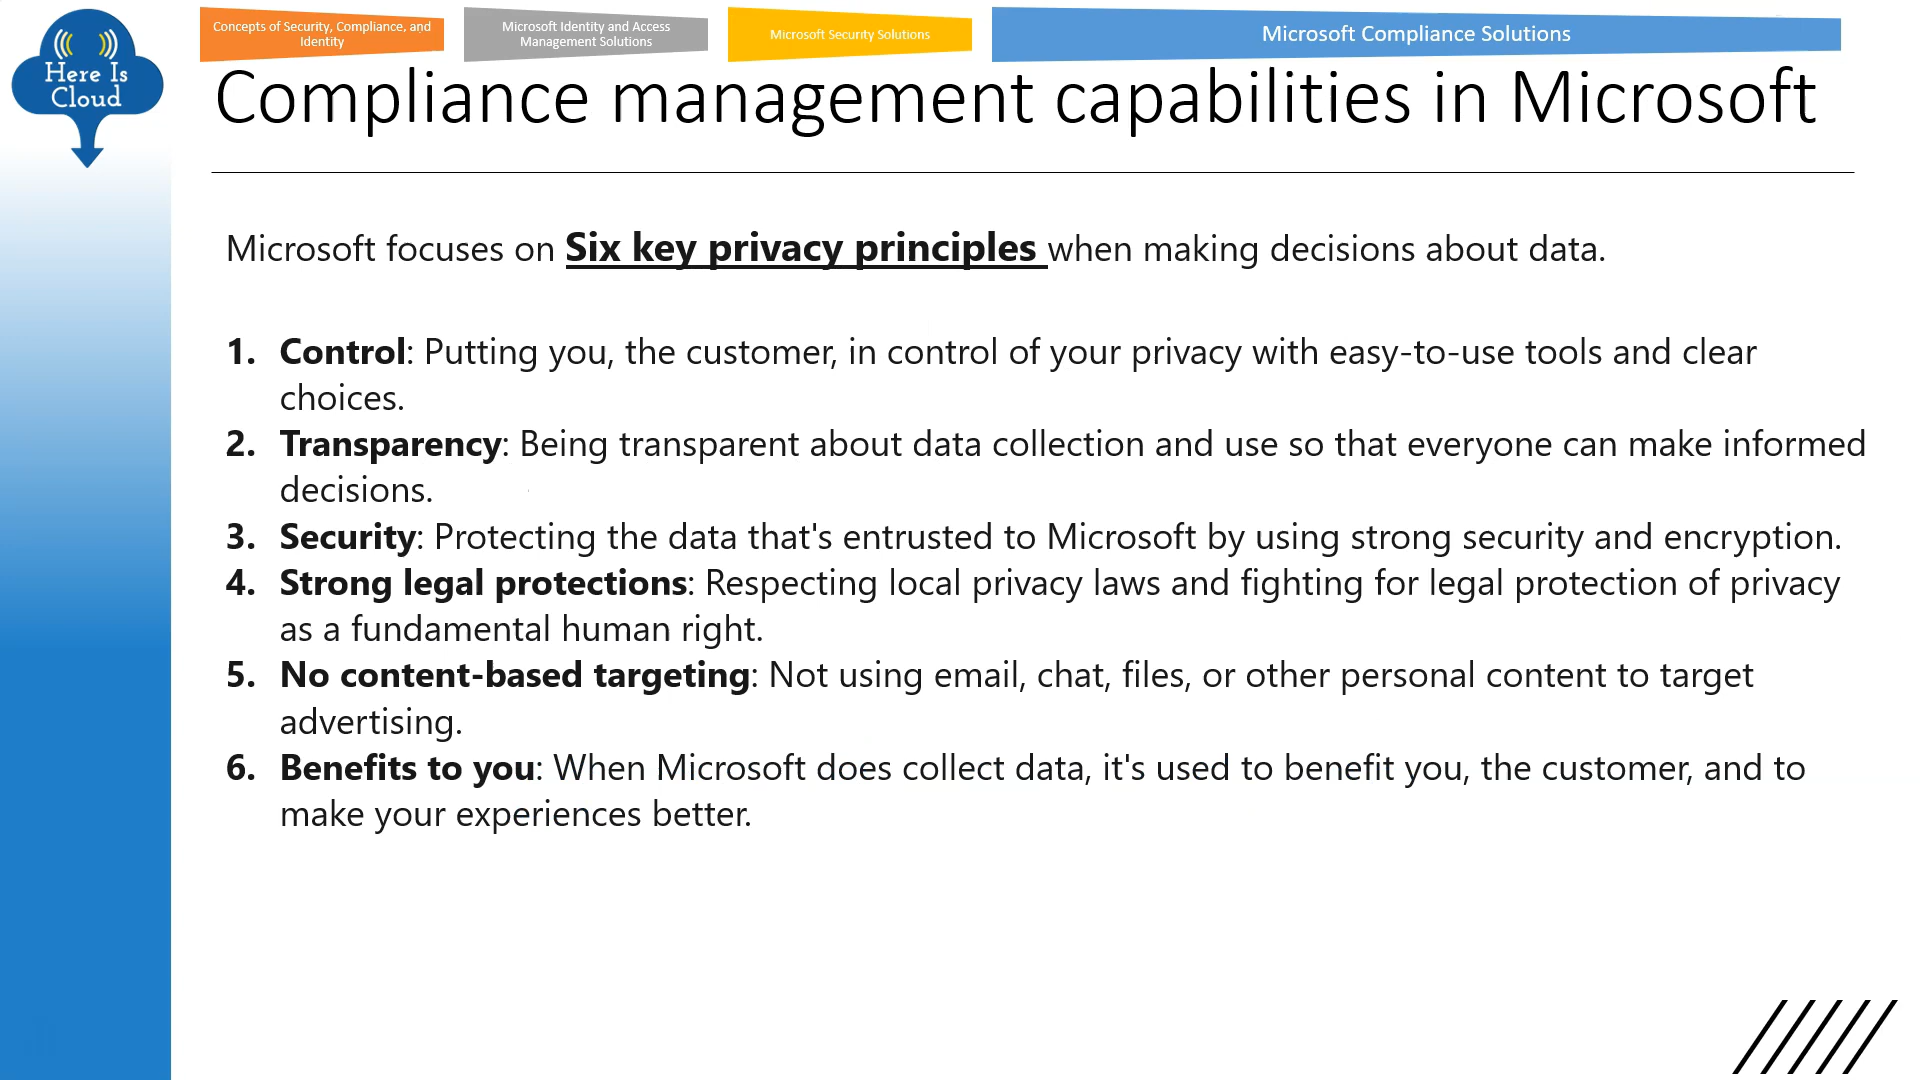 Here Is
Cloud
Concepts of Security, Compliance, and
Identity
Microsoft Identity and Access
Management Solutions
Microsoft Security Solutions
Microsoft Compliance Solutions
Compliance management capabilities in Microsoft
Microsoft focuses on Six key privacy principles when making decisions about data.
1. Control: Putting you, the customer, in control of your privacy with easy-to-use tools and clear
choices.
2. Transparency: Being transparent about data collection and use so that everyone can make informed
decisions.
3. Security: Protecting the data that's entrusted to Microsoft by using strong security and encryption.
4. Strong legal protections: Respecting local privacy laws and fighting for legal protection of privacy
as a fundamental human right.
5. No content-based targeting: Not using email, chat, files, or other personal content to target
advertising.
6. Benefits to you: When Microsoft does collect data, it's used to benefit you, the customer, and to
make your experiences better.